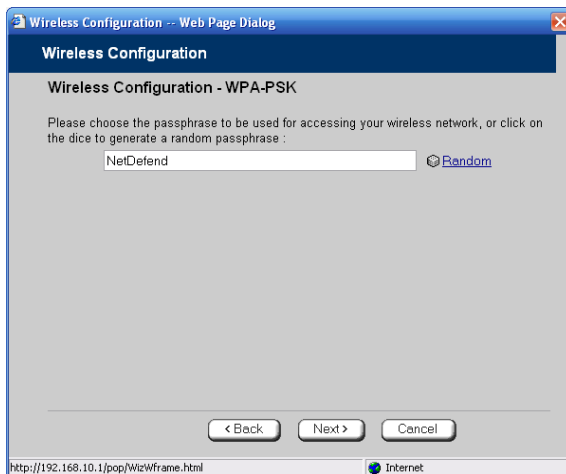 Wireless Configuration -- Web Page Dialog
Wireless Configuration
Wireless Configuration - WPA-PSK
Please choose the passphrase to be used for accessing your wireless network, or click on
the dice to generate a random passphrase :
NetDefend
Random
< Back
Next >
Cancel
http://192.168.10.1/pop/WizWframe.html
Internet